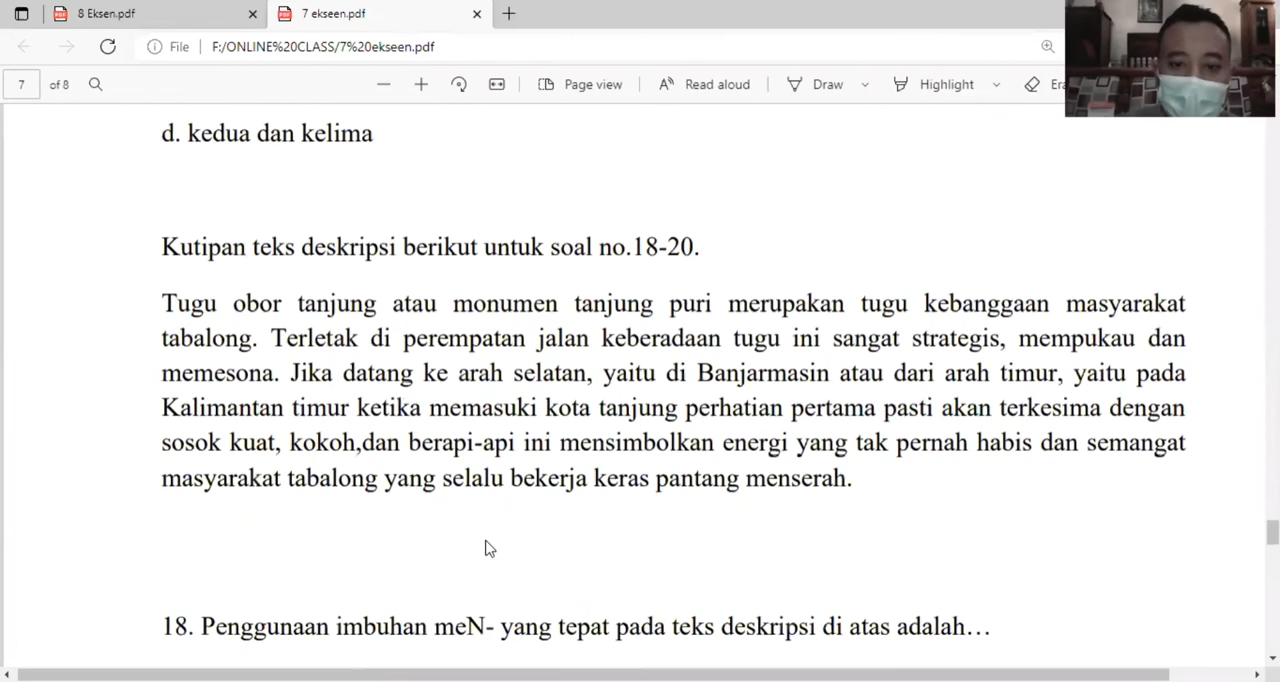 8 Eksen.pdf
7 ekseen.pdf
File
F:/ONLINE%20CLASS/7%20ekseen.pdf
7 of 8
Page view
Read aloud
Draw
Highlight
d. kedua dan kelima
Kutipan teks deskripsi berikut untuk soal no.18-20.
Tugu obor tanjung atau monumen tanjung puri merupakan tugu kebanggaan masyarakat
tabalong. Terletak di perempatan jalan keberadaan tugu ini sangat strategis, mempukau dan
memesona. Jika datang ke arah selatan, yaitu di Banjarmasin atau dari arah timur, yaitu pada
Kalimantan timur ketika memasuki kota tanjung perhatian pertama pasti akan terkesima dengan
sosok kuat, kokoh,dan berapi-api ini mensimbolkan energi yang tak pernah habis dan semangat
masyarakat tabalong yang selalu bekerja keras pantang menserah.
18. Penggunaan imbuhan meN- yang tepat pada teks deskripsi di atas adalah…